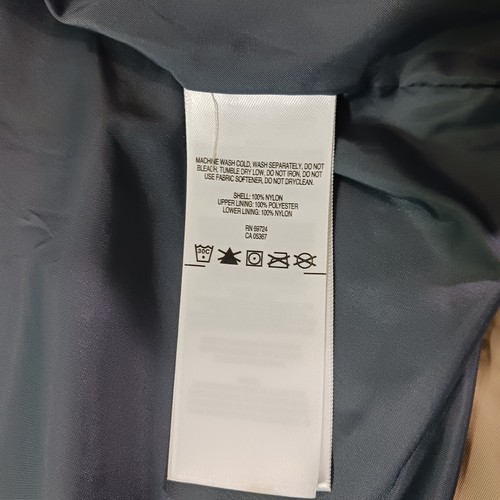 MACHINE WASH COLD, WASH SEPARATELY, DO NOT
BLEACH, TUMBLE DRY LOW, DO NOT IRON, DO NOT
USE FABRIC SOFTENER, DO NOT DRYCLEAN.
SHELL: 100% NYLON
UPPER LINING: 100% POLYESTER
LOWER LINING: 100% NYLON
RN 69724
CA 05367
30C